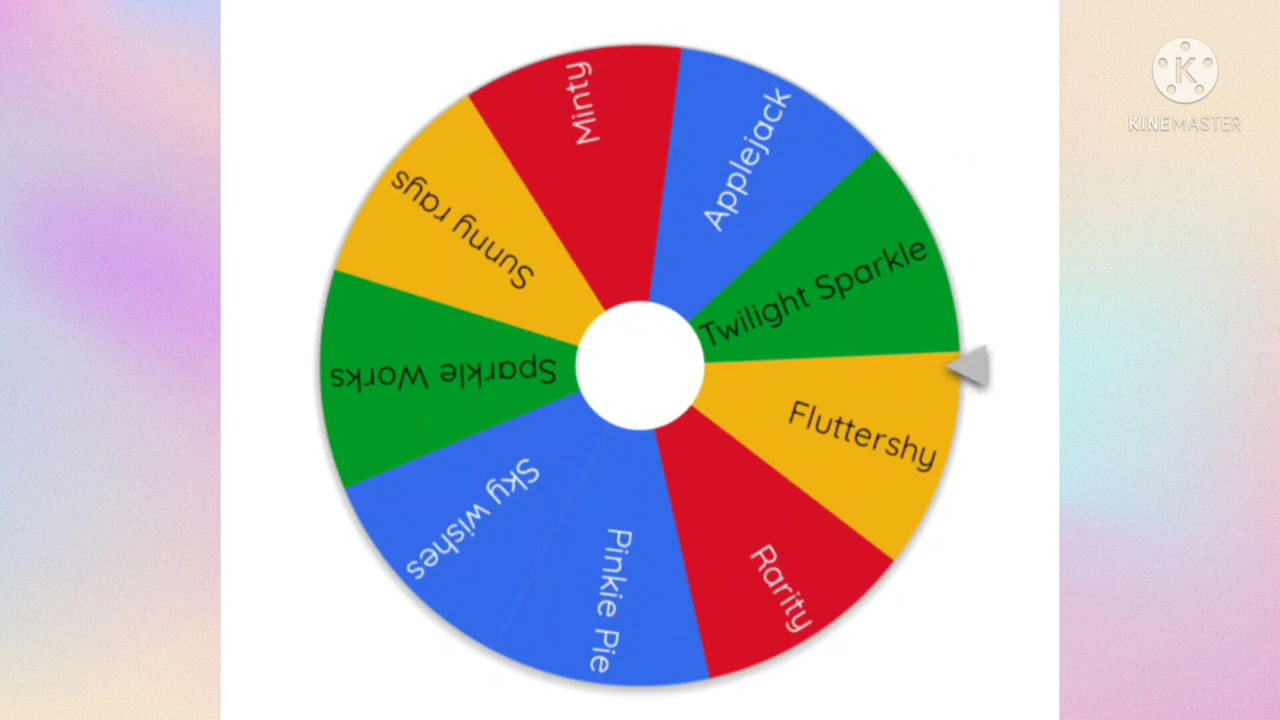 Minty
Applejack
Twilight Sparkle
Fluttershy
Rarity
Pinkie Pie
Sky wishes
Sparkle Works
Sunny rays
K
KINEMASTER